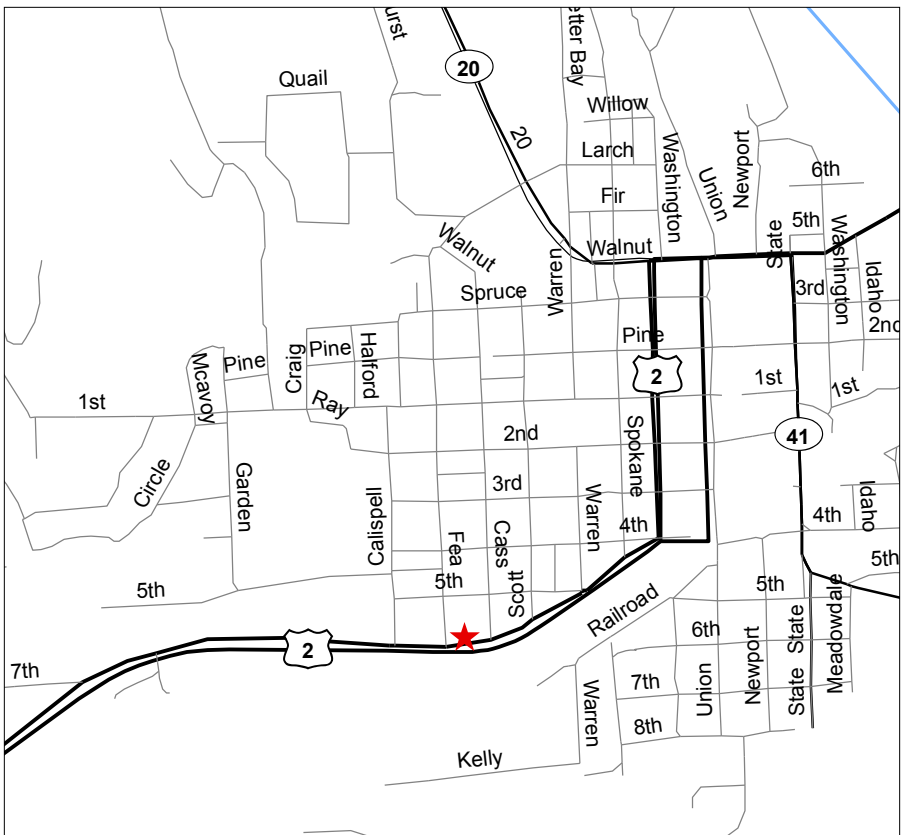 urst
etter Bay
20
Quail
Willow
20
Larch
Washington
Newport
Union
6th
Fir
5th
Walnut
Walnut
State
Washington
Warren
Idaho
Spruce
3rd
2nd
Pine
Pine
Pine
Halford
Craig
Mcavoy
2
1st
1st
1st
Ray
2nd
41
Spokane
Circle
Garden
3rd
Warren
Idaho
Calispell
Cass
4th
4th
Fea
5th
5th
5th
5th
Scott
Railroad
6th
State
State
Meadowdale
2
7th
7th
Union
Newport
Warren
8th
Kelly